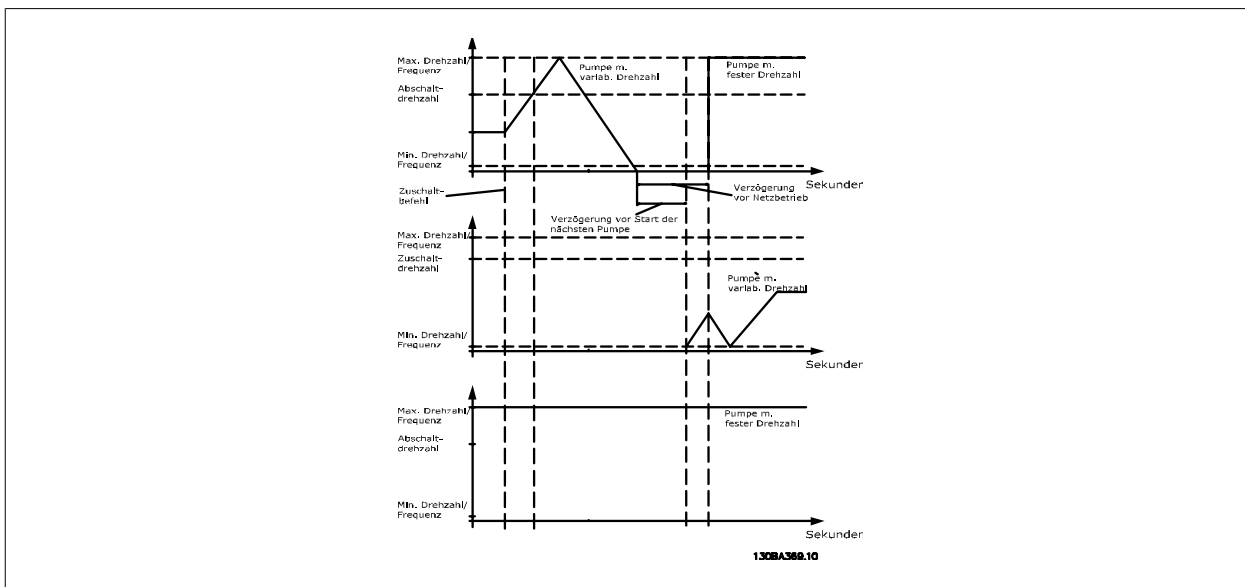 Max. Drehzahl/
Frequenz
Pumpe m.
variab. Drehzahl
Pumpe m.
fester Drehzahl
Abschalt-
drehzahl
Min. Drehzahl/
Frequenz
Sekunder
Zuschalt-
befehl
Verzögerung
vor Netzbetrieb
Verzögerung vor Start der
nächsten Pumpe
Max. Drehzahl/
Frequenz
Zuschalt-
drehzahl
Pumpe m.
variab. Drehzahl
Min. Drehzahl/
Frequenz
Sekunder
Max. Drehzahl/
Frequenz
Pumpe m.
fester Drehzahl
Abschalt-
drehzahl
Min. Drehzahl/
Frequenz
Sekunder
130BA369.10